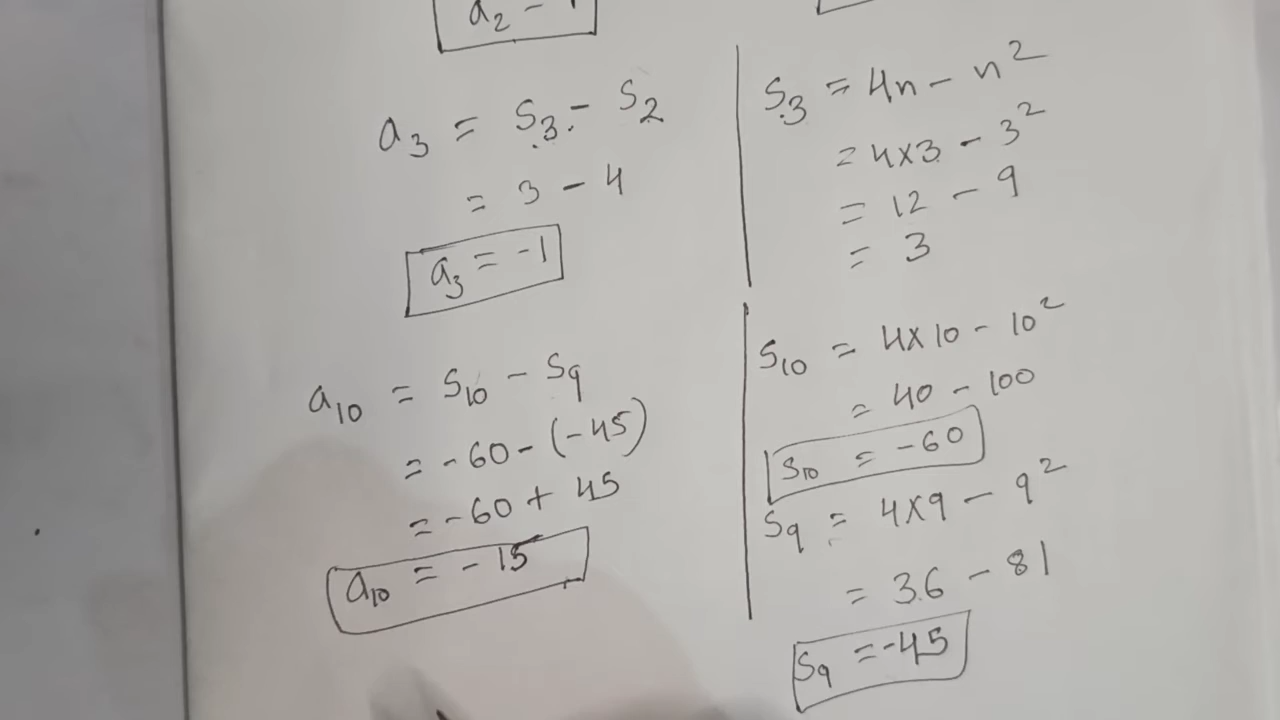 a₂ =
a₃ = S₃ - S₂
= 3 - 4
a₃ = -1
S₃ = 4n - n²
= 4×3 - 3²
= 12 - 9
= 3
a₁₀ = S₁₀ - S₉
= -60 - (-45)
= -60 + 45
a₁₀ = -15
S₁₀ = 4×10 - 10²
= 40 - 100
S₁₀ = -60
S₉ = 4×9 - 9²
= 36 - 81
S₉ = -45